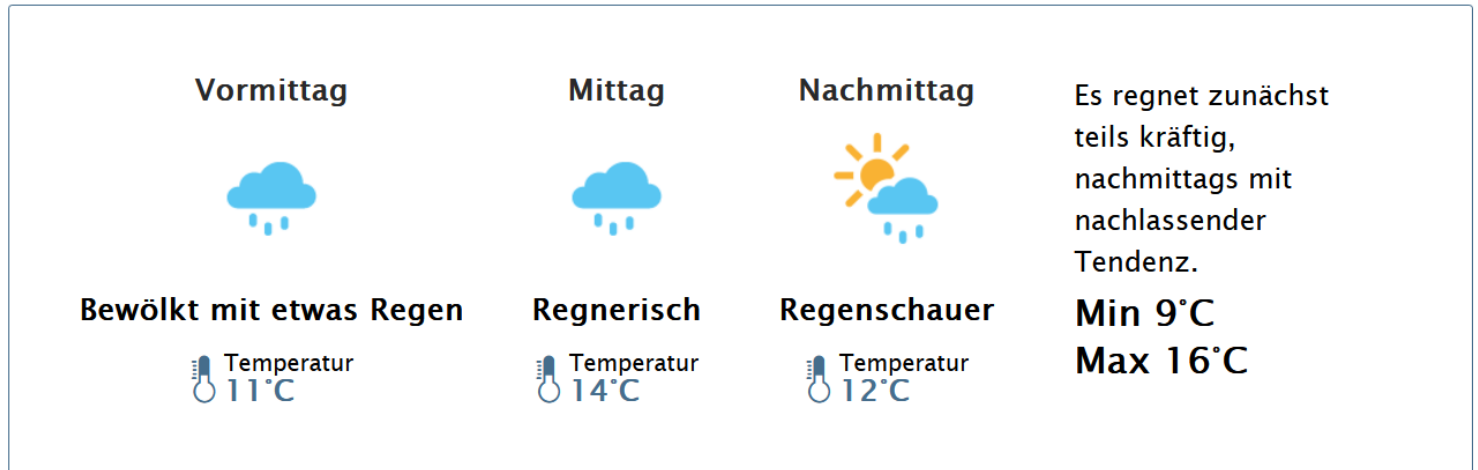 Vormittag
Bewölkt mit etwas Regen
Temperatur
11°C
Mittag
Regnerisch
Temperatur
14°C
Nachmittag
Regenschauer
Temperatur
12°C
Es regnet zunächst
teils kräftig,
nachmittags mit
nachlassender
Tendenz.
Min 9°C
Max 16°C